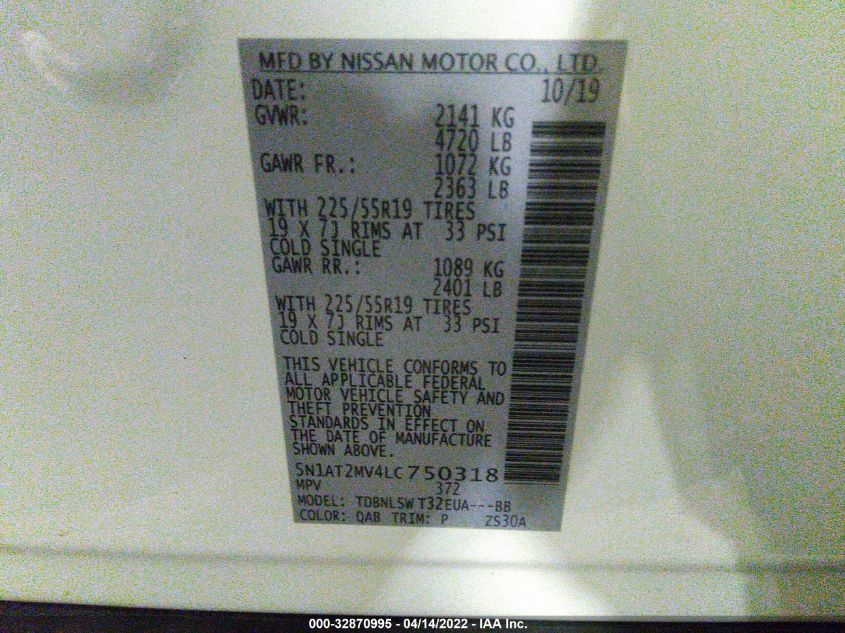 MFD BY NISSAN MOTOR CO., LTD.
DATE: 10/19
GVWR: 2141 KG
4720 LB
GAWR FR.: 1072 KG
2363 LB
WITH 225/55R19 TIRES
19 X 7J RIMS AT 33 PSI
COLD SINGLE
GAWR RR.: 1089 KG
2401 LB
WITH 225/55R19 TIRES
19 X 7J RIMS AT 33 PSI
COLD SINGLE
THIS VEHICLE CONFORMS TO
ALL APPLICABLE FEDERAL
MOTOR VEHICLE SAFETY AND
THEFT PREVENTION
STANDARDS IN EFFECT ON
THE DATE OF MANUFACTURE
SHOWN ABOVE.
5N1AT2MV4LC750318
MPV 372
MODEL: TDBNLSWT32EUA---BB
COLOR: QAB TRIM: P ZS30A
000-32870995 - 04/14/2022 - IAA Inc.